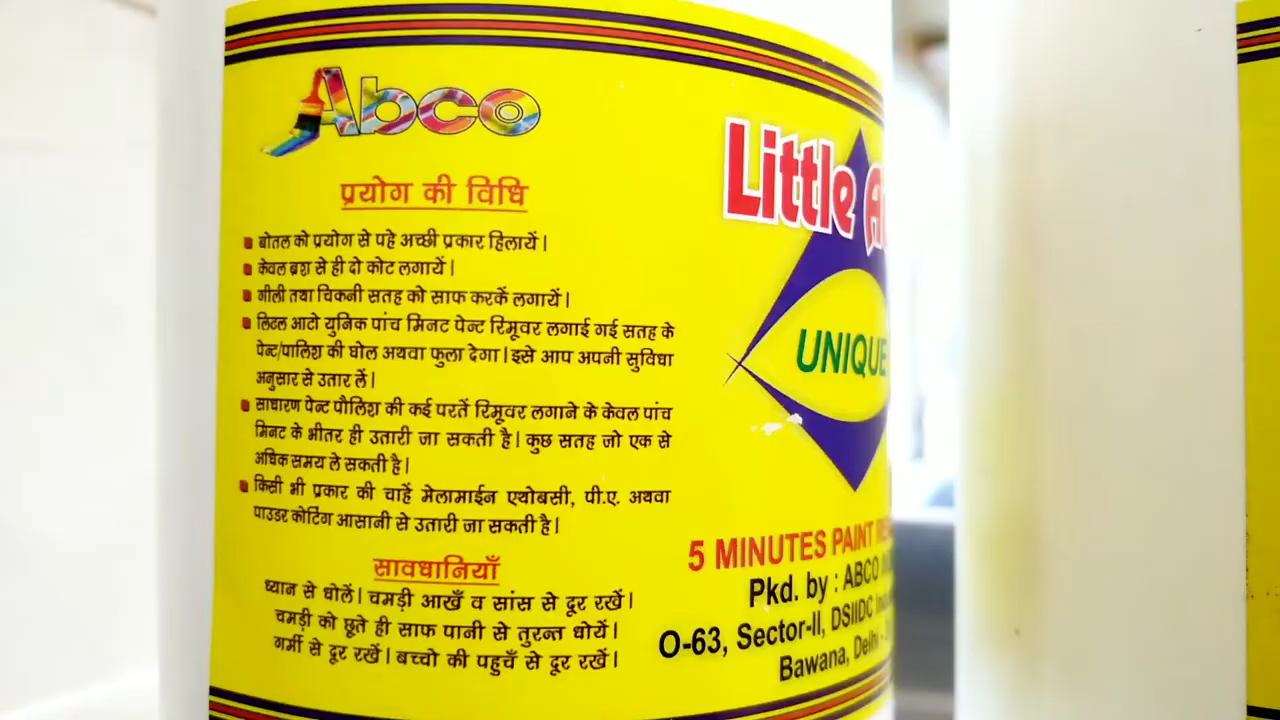 Abco
प्रयोग की विधि
बोतल को प्रयोग से पहे अच्छी प्रकार हिलायें।
केवल ब्रश से ही दो कोट लगायें।
गीली तथा चिकनी सतह को साफ करकें लगायें।
लिटल आटो युनिक पांच मिनट पेन्ट रिमूवर लगाई गई सतह के
पेन्ट/पालिश की घोल अथवा फुला देगा। इसे आप अपनी सुविधा
अनुसार से उतार लें।
साधारण पेन्ट पौलिश की कई परतें रिमूवर लगाने के केवल पांच
मिनट के भीतर ही उतारी जा सकती है। कुछ सतह जो एक से
अधिक समय ले सकती है।
किसी भी प्रकार की चाहें मेलामाईन एथोबसी, पी.ए. अथवा
पाउडर कोटिंग आसानी से उतारी जा सकती है।
सावधानियाँ
ध्यान से धोलें। चमड़ी आखँ व सांस से दूर रखें।
चमड़ी को छूते ही साफ पानी से तुरन्त धोयें।
गर्मी से दूर रखें। बच्चो की पहुचँ से दूर रखें।
Little
UNIQUE
5 MINUTES PAINT
Pkd. by : ABCO
O-63, Sector-II, DSIIDC
Bawana, Delhi -